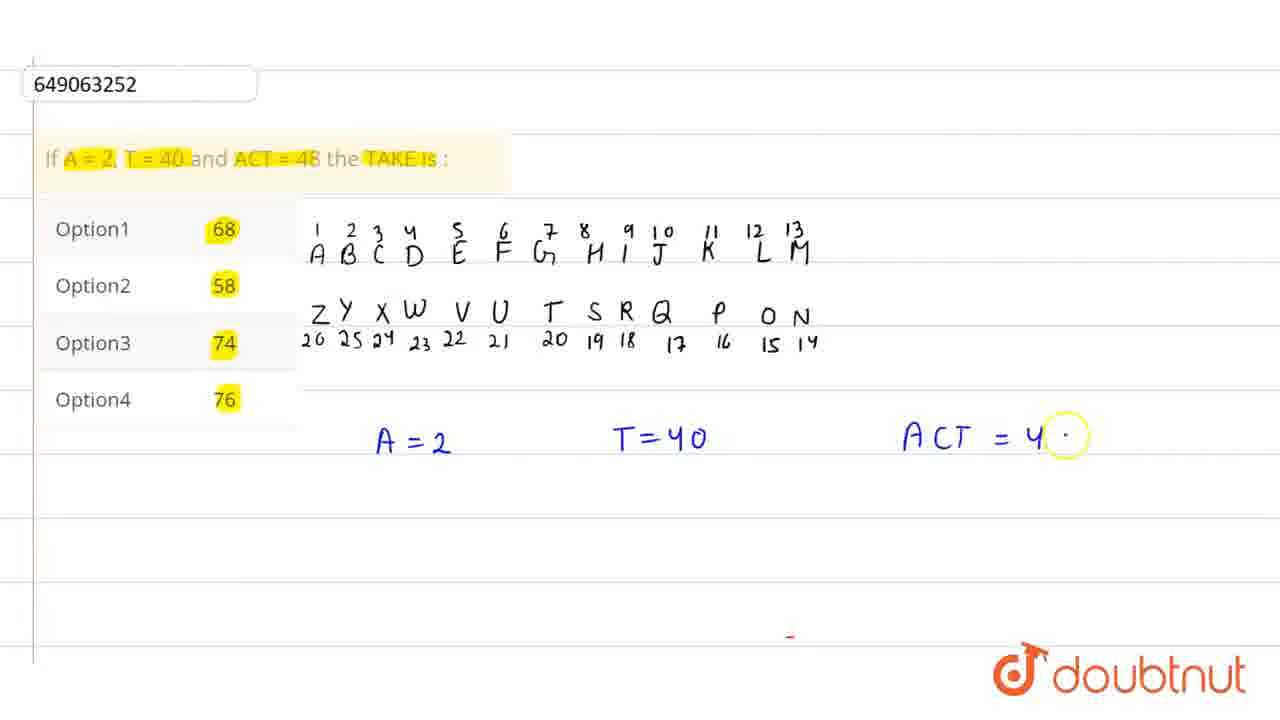 649063252
If A = 2, T = 40 and ACT = 48 the TAKE is :
Option1 68
Option2 58
Option3 74
Option4 76
1 2 3 4 5 6 7 8 9 10 11 12 13
A B C D E F G H I J K L M
Z Y X W V U T S R Q P O N
26 25 24 23 22 21 20 19 18 17 16 15 14
A = 2 T = 40 ACT = 4
doubtnut